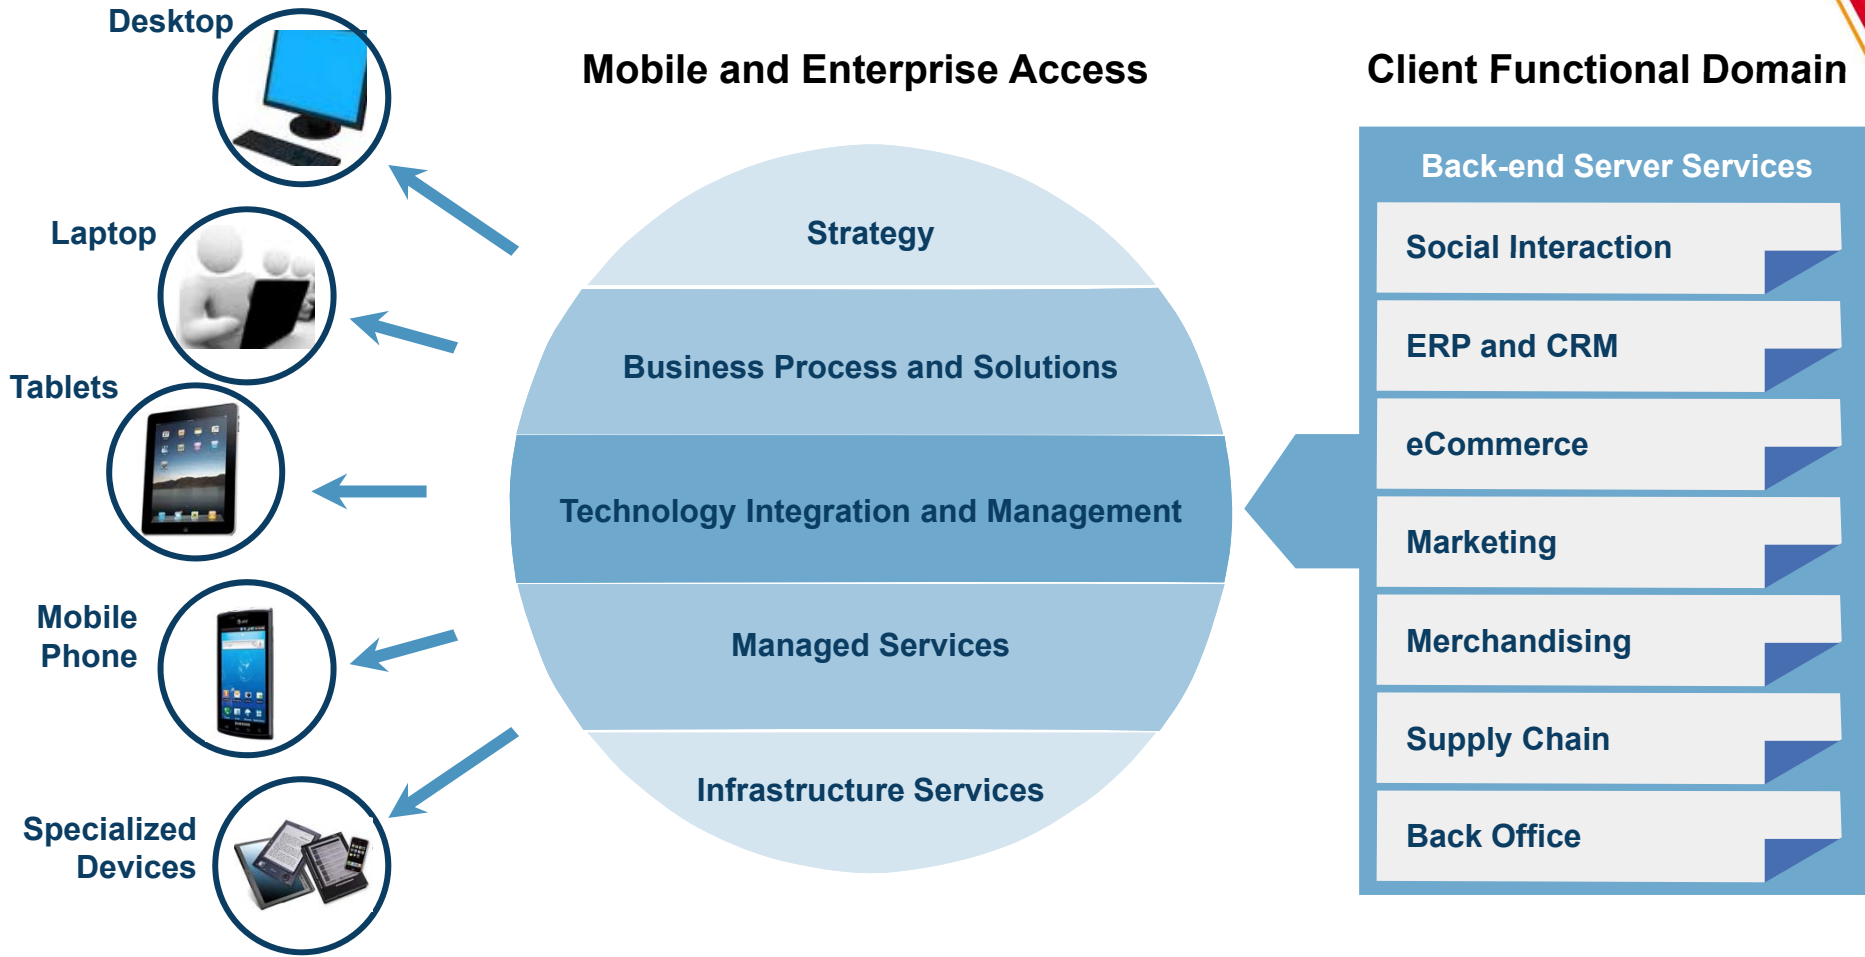 Desktop
Mobile and Enterprise Access
Client Functional Domain
Laptop
Tablets
Mobile
Phone
Specialized
Devices
Strategy
Business Process and Solutions
Technology Integration and Management
Managed Services
Infrastructure Services
Back-end Server Services
Social Interaction
ERP and CRM
eCommerce
Marketing
Merchandising
Supply Chain
Back Office